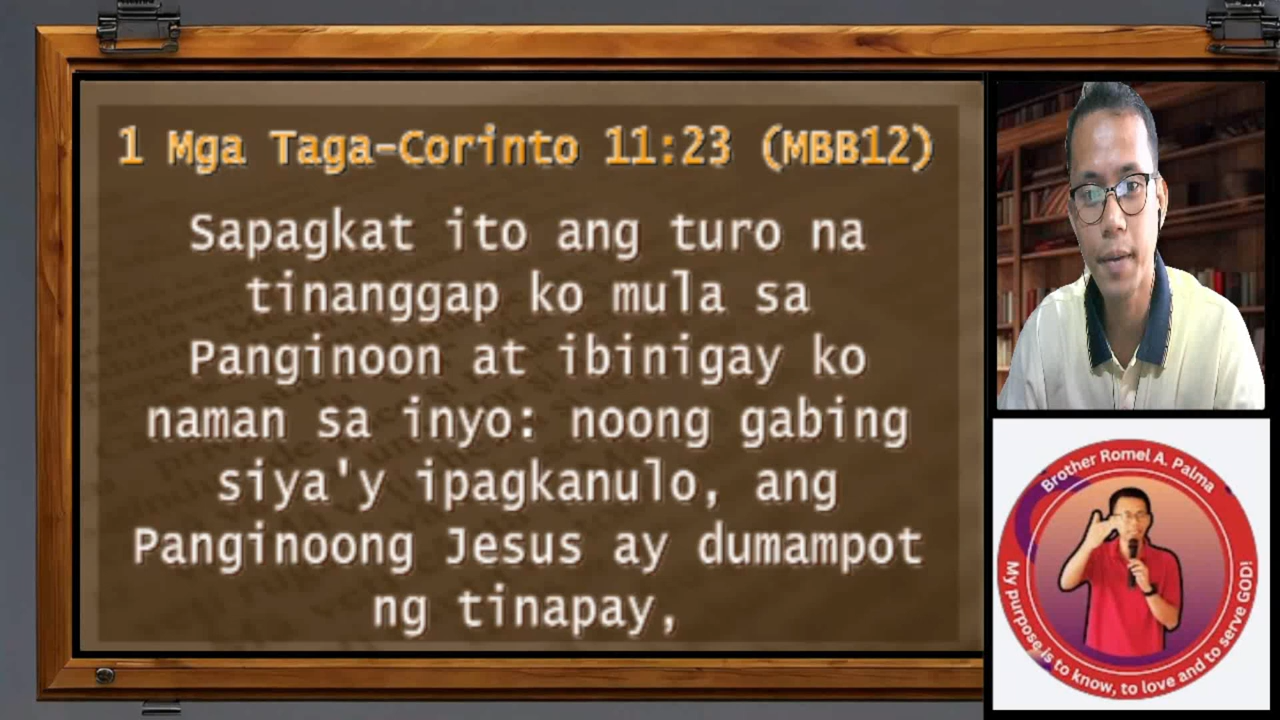 1 Mga Taga-Corinto 11:23 (MBB12)
Sapagkat ito ang turo na
tinanggap ko mula sa
Panginoon at ibinigay ko
naman sa inyo: noong gabing
siya'y ipagkanulo, ang
Panginoong Jesus ay dumampot
ng tinapay,
Brother Romel A. Palma
My purpose is to know, to love and to serve GOD!